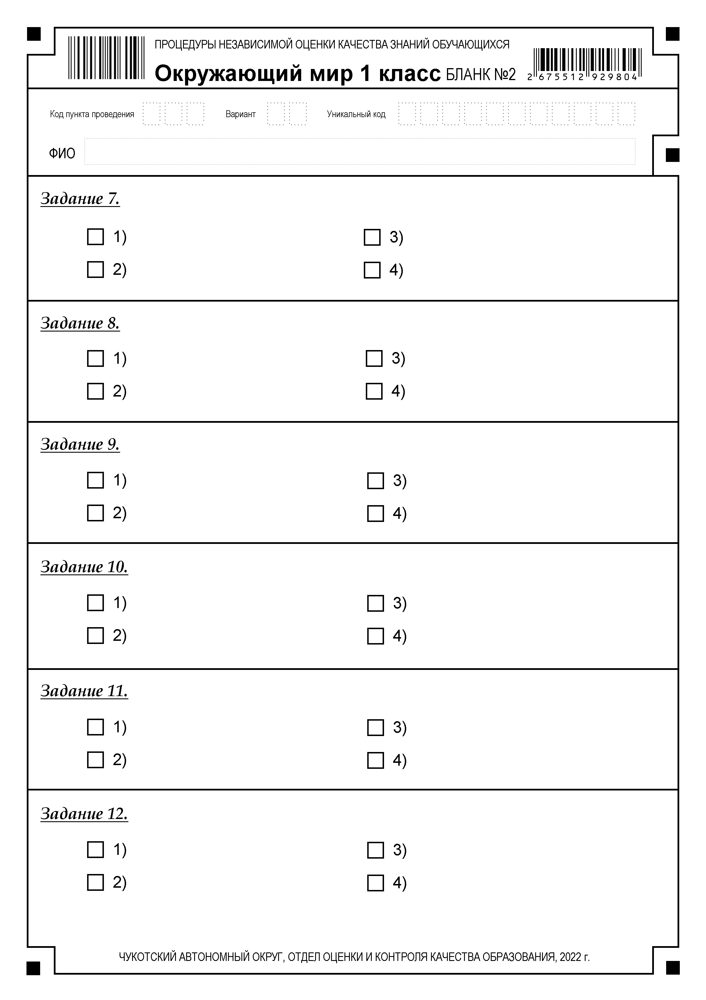 ПРОЦЕДУРЫ НЕЗАВИСИМОЙ ОЦЕНКИ КАЧЕСТВА ЗНАНИЙ ОБУЧАЮЩИХСЯ
Окружающий мир 1 класс БЛАНК №2
2 675512 929804
Код пункта проведения Вариант Уникальный код
ФИО
Задание 7.
1) 3)
2) 4)
Задание 8.
1) 3)
2) 4)
Задание 9.
1) 3)
2) 4)
Задание 10.
1) 3)
2) 4)
Задание 11.
1) 3)
2) 4)
Задание 12.
1) 3)
2) 4)
ЧУКОТСКИЙ АВТОНОМНЫЙ ОКРУГ, ОТДЕЛ ОЦЕНКИ И КОНТРОЛЯ КАЧЕСТВА ОБРАЗОВАНИЯ, 2022 г.